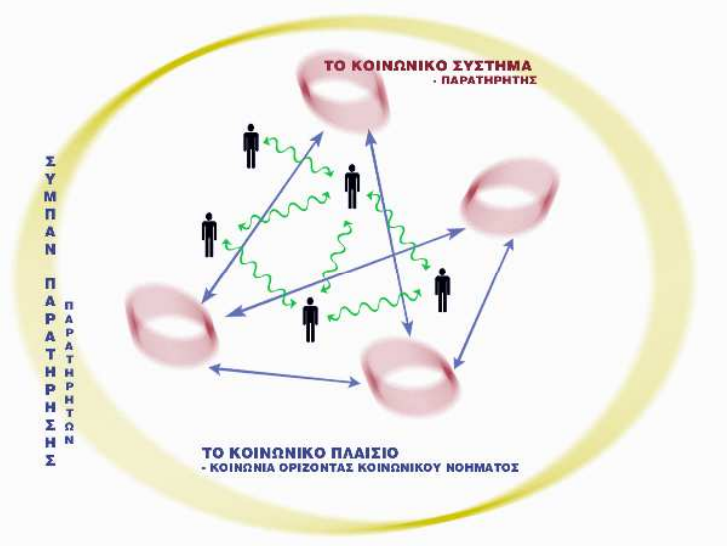 ΤΟ ΚΟΙΝΩΝΙΚΟ ΣΥΣΤΗΜΑ
- ΠΑΡΑΤΗΡΗΤΗΣ
ΣΥΜΠΑΝ ΠΑΡΑΤΗΡΗΣΗΣ
ΠΑΡΑΤΗΡΗΤΩΝ
ΤΟ ΚΟΙΝΩΝΙΚΟ ΠΛΑΙΣΙΟ
- ΚΟΙΝΩΝΙΑ ΟΡΙΖΟΝΤΑΣ ΚΟΙΝΩΝΙΚΟΥ ΝΟΗΜΑΤΟΣ